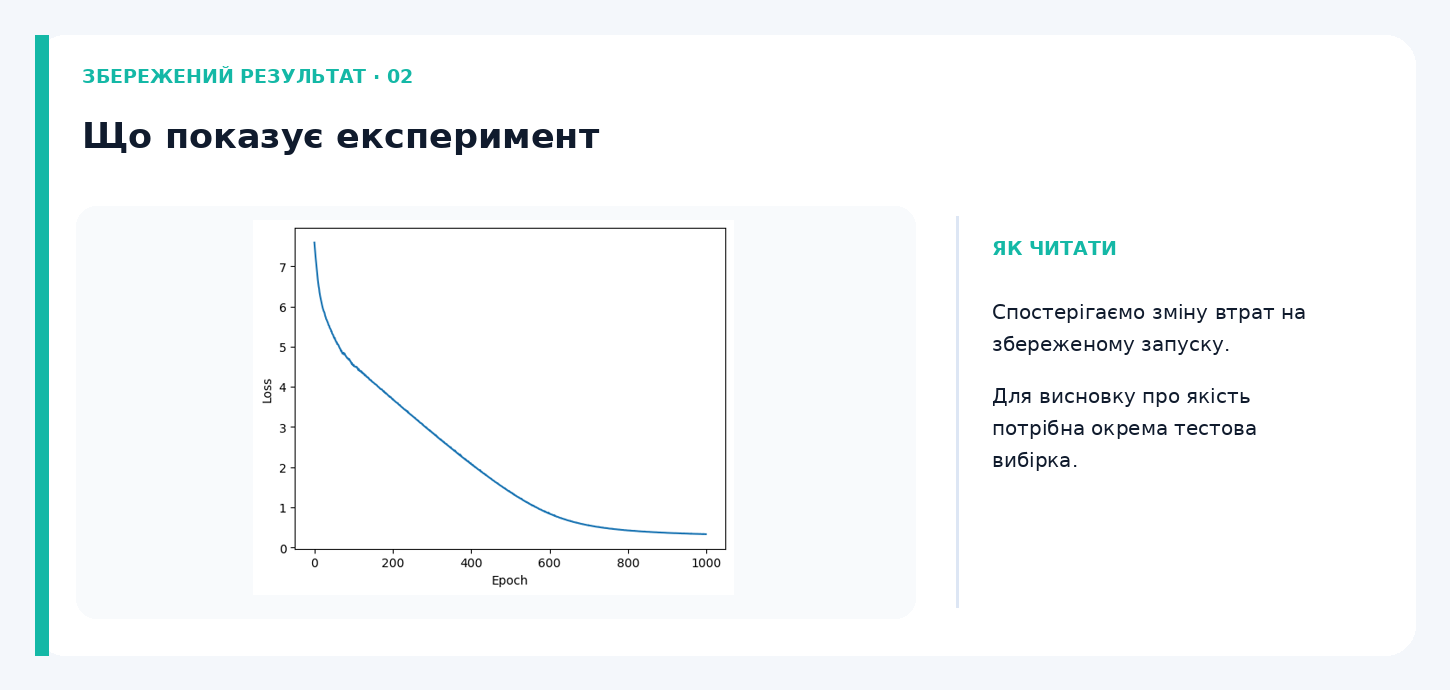 ЗБЕРЕЖЕНИЙ РЕЗУЛЬТАТ · 02
Що показує експеримент
7
6
5
4
3
2
1
0
Loss
0 200 400 600 800 1000
Epoch
ЯК ЧИТАТИ
Спостерігаємо зміну втрат на
збереженому запуску.
Для висновку про якість
потрібна окрема тестова
вибірка.